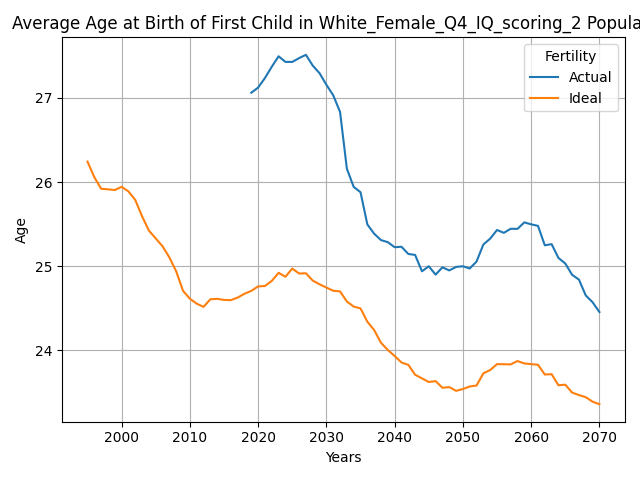 Average Age at Birth of First Child in White_Female_Q4_IQ_scoring_2 Popula
Fertility
Actual
Ideal
Age
27
26
25
24
2000 2010 2020 2030 2040 2050 2060 2070
Years